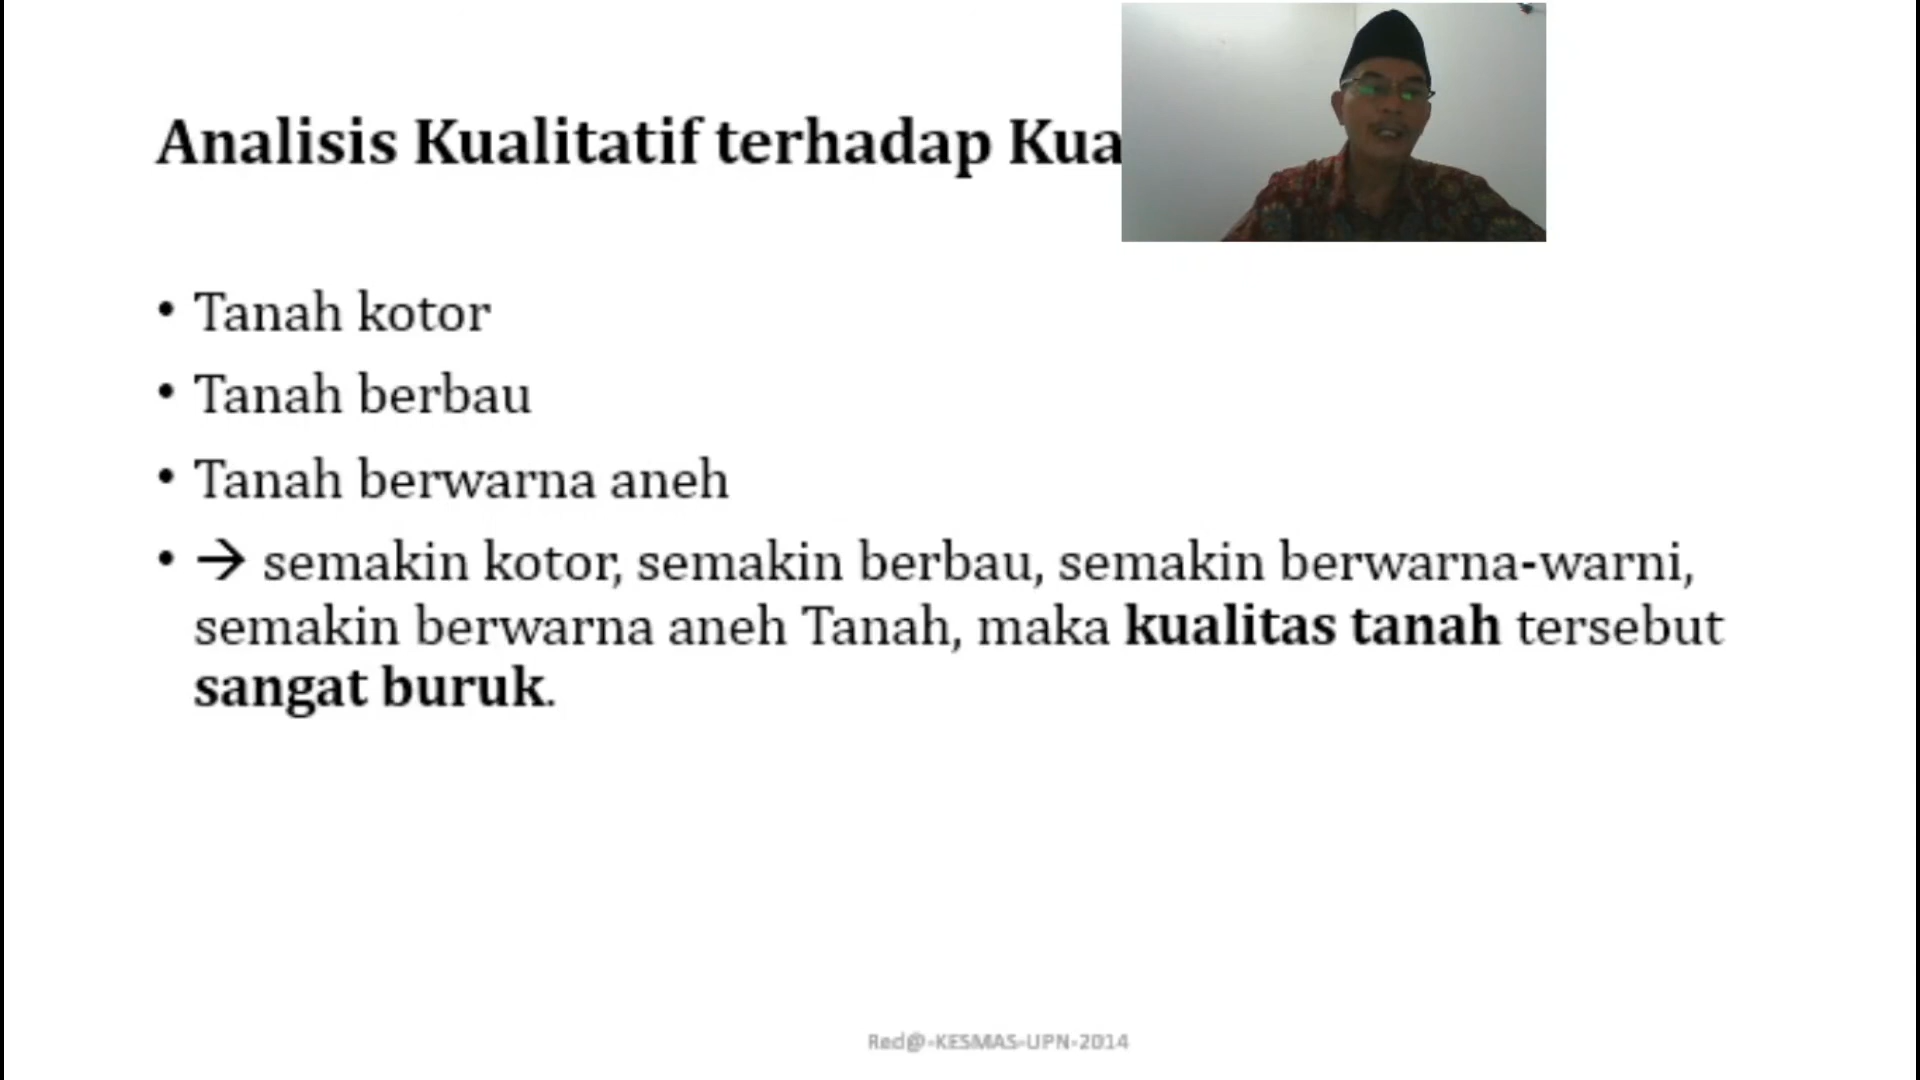 Analisis Kualitatif terhadap Kua
• Tanah kotor
• Tanah berbau
• Tanah berwarna aneh
• → semakin kotor, semakin berbau, semakin berwarna-warni,
semakin berwarna aneh Tanah, maka kualitas tanah tersebut
sangat buruk.
Red@-KESMAS-UPN-2014